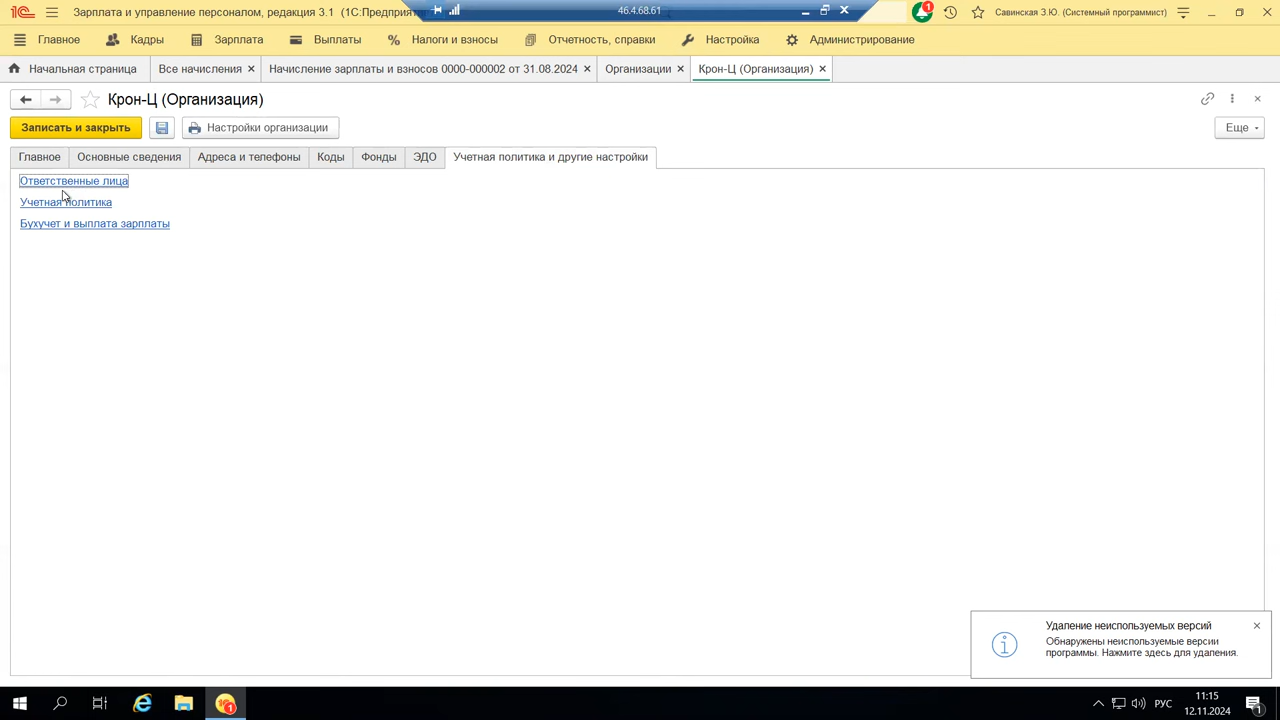 Зарплата и управление персоналом, редакция 3.1 (1С:Предприят
46.4.68.61
1
Савинская З.Ю. (Системный программист)
Главное
Кадры
Зарплата
Выплаты
Налоги и взносы
Отчетность, справки
Настройка
Администрирование
Начальная страница
Все начисления
Начисление зарплаты и взносов 0000-000002 от 31.08.2024
Организации
Крон-Ц (Организация)
Крон-Ц (Организация)
Записать и закрыть
Настройки организации
Еще
Главное
Основные сведения
Адреса и телефоны
Коды
Фонды
ЭДО
Учетная политика и другие настройки
Ответственные лица
Учетная политика
Бухучет и выплата зарплаты
Удаление неиспользуемых версий
Обнаружены неиспользуемые версии
программы. Нажмите здесь для удаления.
1
РУС
11:15
12.11.2024
1